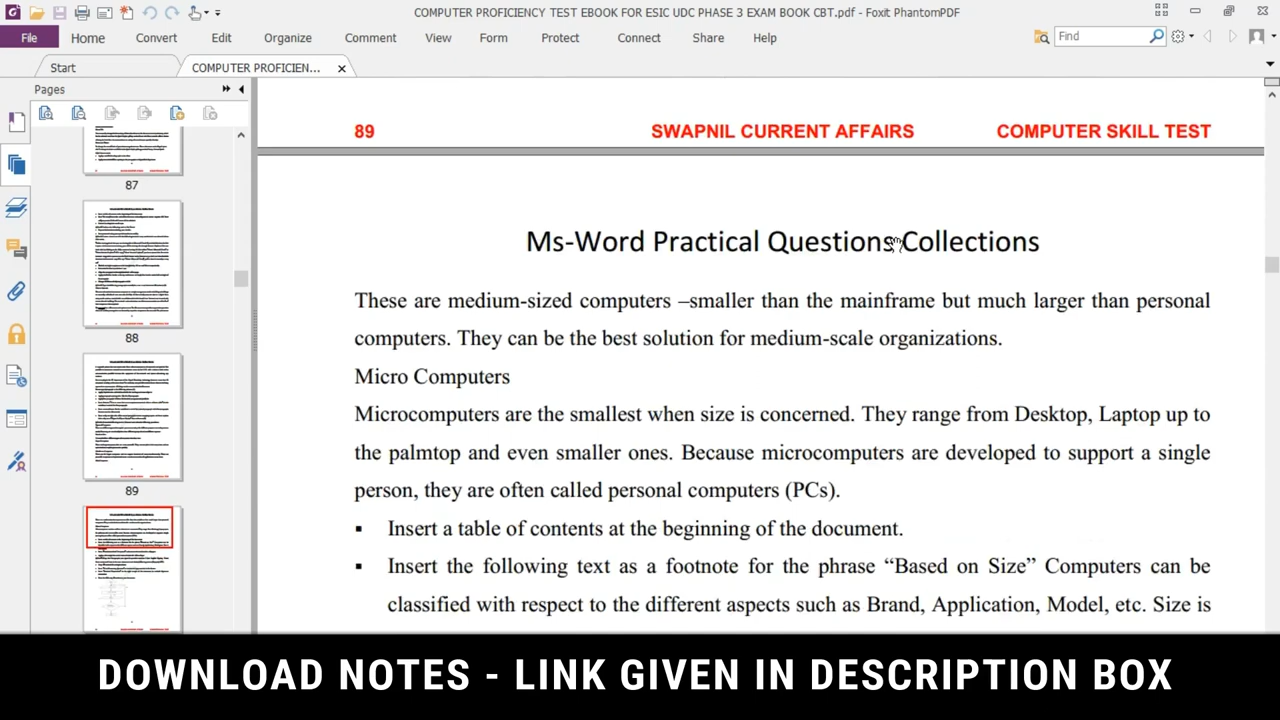 COMPUTER PROFICIENCY TEST EBOOK FOR ESIC UDC PHASE 3 EXAM BOOK CBT.pdf - Foxit PhantomPDF
File Home Convert Edit Organize Comment View Form Protect Connect Share Help Find
Start COMPUTER PROFICIEN...
Pages
87
88
89
89 SWAPNIL CURRENT AFFAIRS COMPUTER SKILL TEST
Ms-Word Practical Questions Collections
These are medium-sized computers –smaller than the mainframe but much larger than personal
computers. They can be the best solution for medium-scale organizations.
Micro Computers
Microcomputers are the smallest when size is concerned. They range from Desktop, Laptop up to
the palmtop and even smaller ones. Because microcomputers are developed to support a single
person, they are often called personal computers (PCs).
▪ Insert a table of contents at the beginning of the document.
▪ Insert the following text as a footnote for the phrase “Based on Size” Computers can be
classified with respect to the different aspects such as Brand, Application, Model, etc. Size is
DOWNLOAD NOTES - LINK GIVEN IN DESCRIPTION BOX